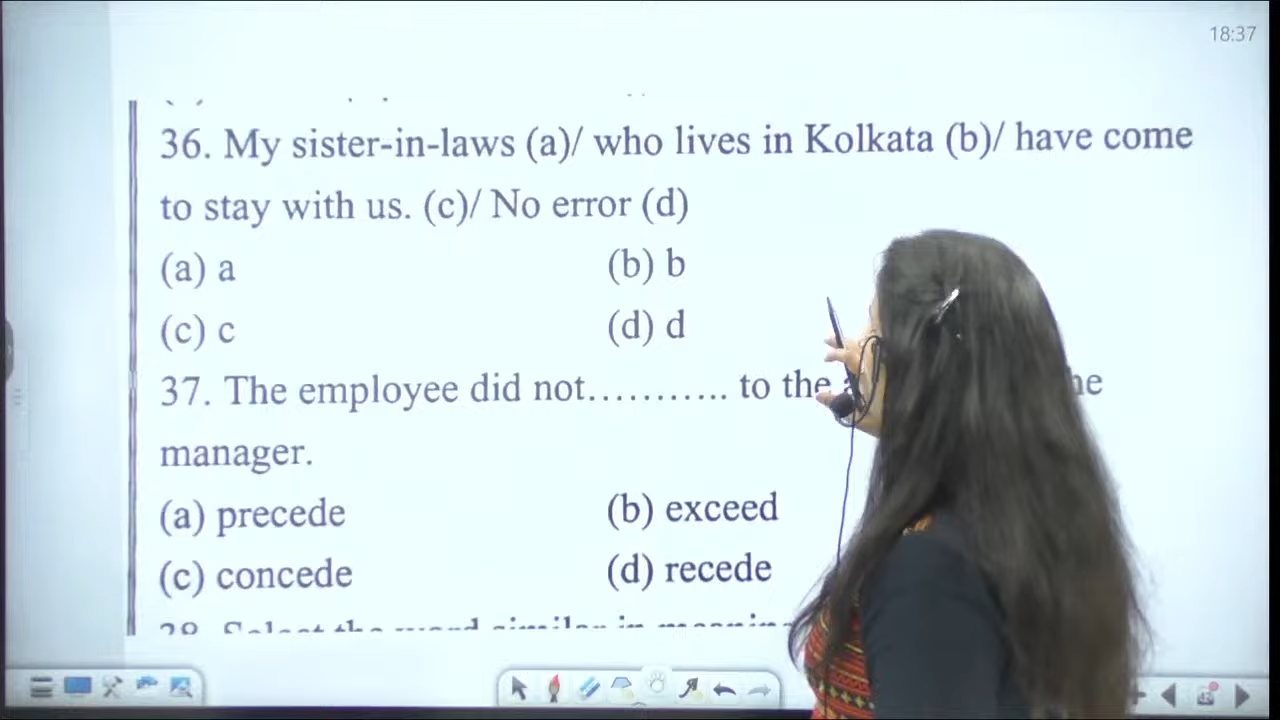 18:37
36. My sister-in-laws (a)/ who lives in Kolkata (b)/ have come
to stay with us. (c)/ No error (d)
(a) a (b) b
(c) c (d) d
37. The employee did not........... to the
manager.
(a) precede (b) exceed
(c) concede (d) recede